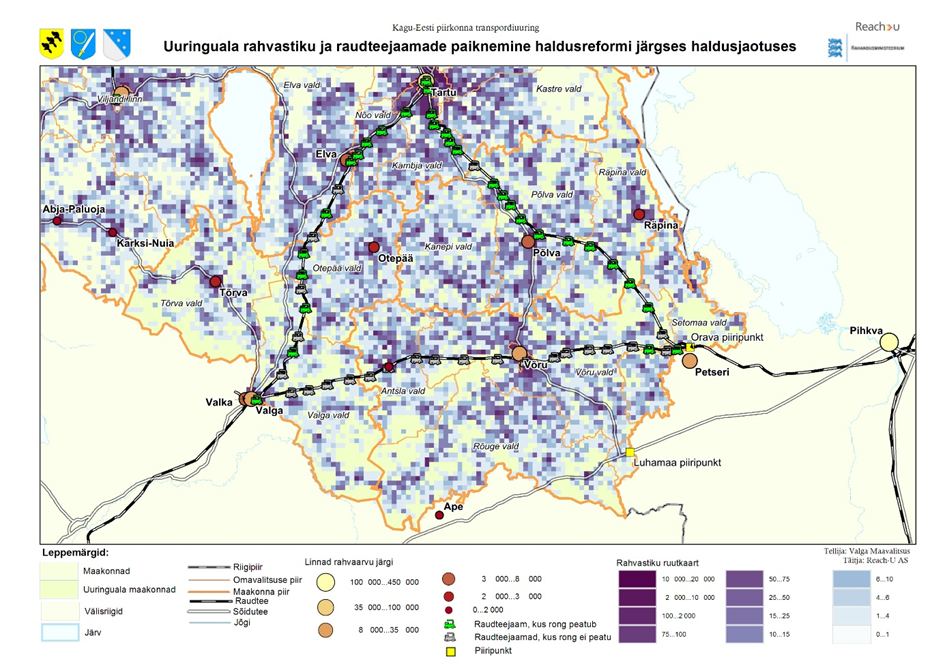 Kagu-Eesti piirkonna transpordiuuring
Uuringuala rahvastiku ja raudteejaamade paiknemine haldusreformi järgses haldusjaotuses
Reach-U
RAHANDUSMINISTEERIUM
Viljandi linn
Elva vald
Tartu
Kastre vald
Nõo vald
Elva
Kambja vald
Räpina vald
Põlva vald
Abja-Paluoja
Räpina
Karksi-Nuia
Kanepi vald
Põlva
Otepää
Otepää vald
Tõrva
Tõrva vald
Setomaa vald
Orava piiripunkt
Pihkva
Petseri
Võru
Võru vald
Antsla vald
Valka
Valga
Valga vald
Rõuge vald
Luhamaa piiripunkt
Ape
Leppemärgid:
Maakonnad
Uuringuala maakonnad
Välisriigid
Järv
Riigipiir
Omavalitsuse piir
Maakonna piir
Raudtee
Sõidutee
Jõgi
Linnad rahvaarvu järgi
100 000...450 000
35 000...100 000
8 000...35 000
3 000...8 000
2 000...3 000
0...2 000
Raudteejaam, kus rong peatub
Raudteejaamad, kus rong ei peatu
Piiripunkt
Rahvastiku ruutkaart
10 000...20 000
2 000...10 000
100...2 000
75...100
50...75
25...50
15...25
10...15
6...10
4...6
1...4
0...1
Tellija: Valga Maavalitsus
Täitja: Reach-U AS